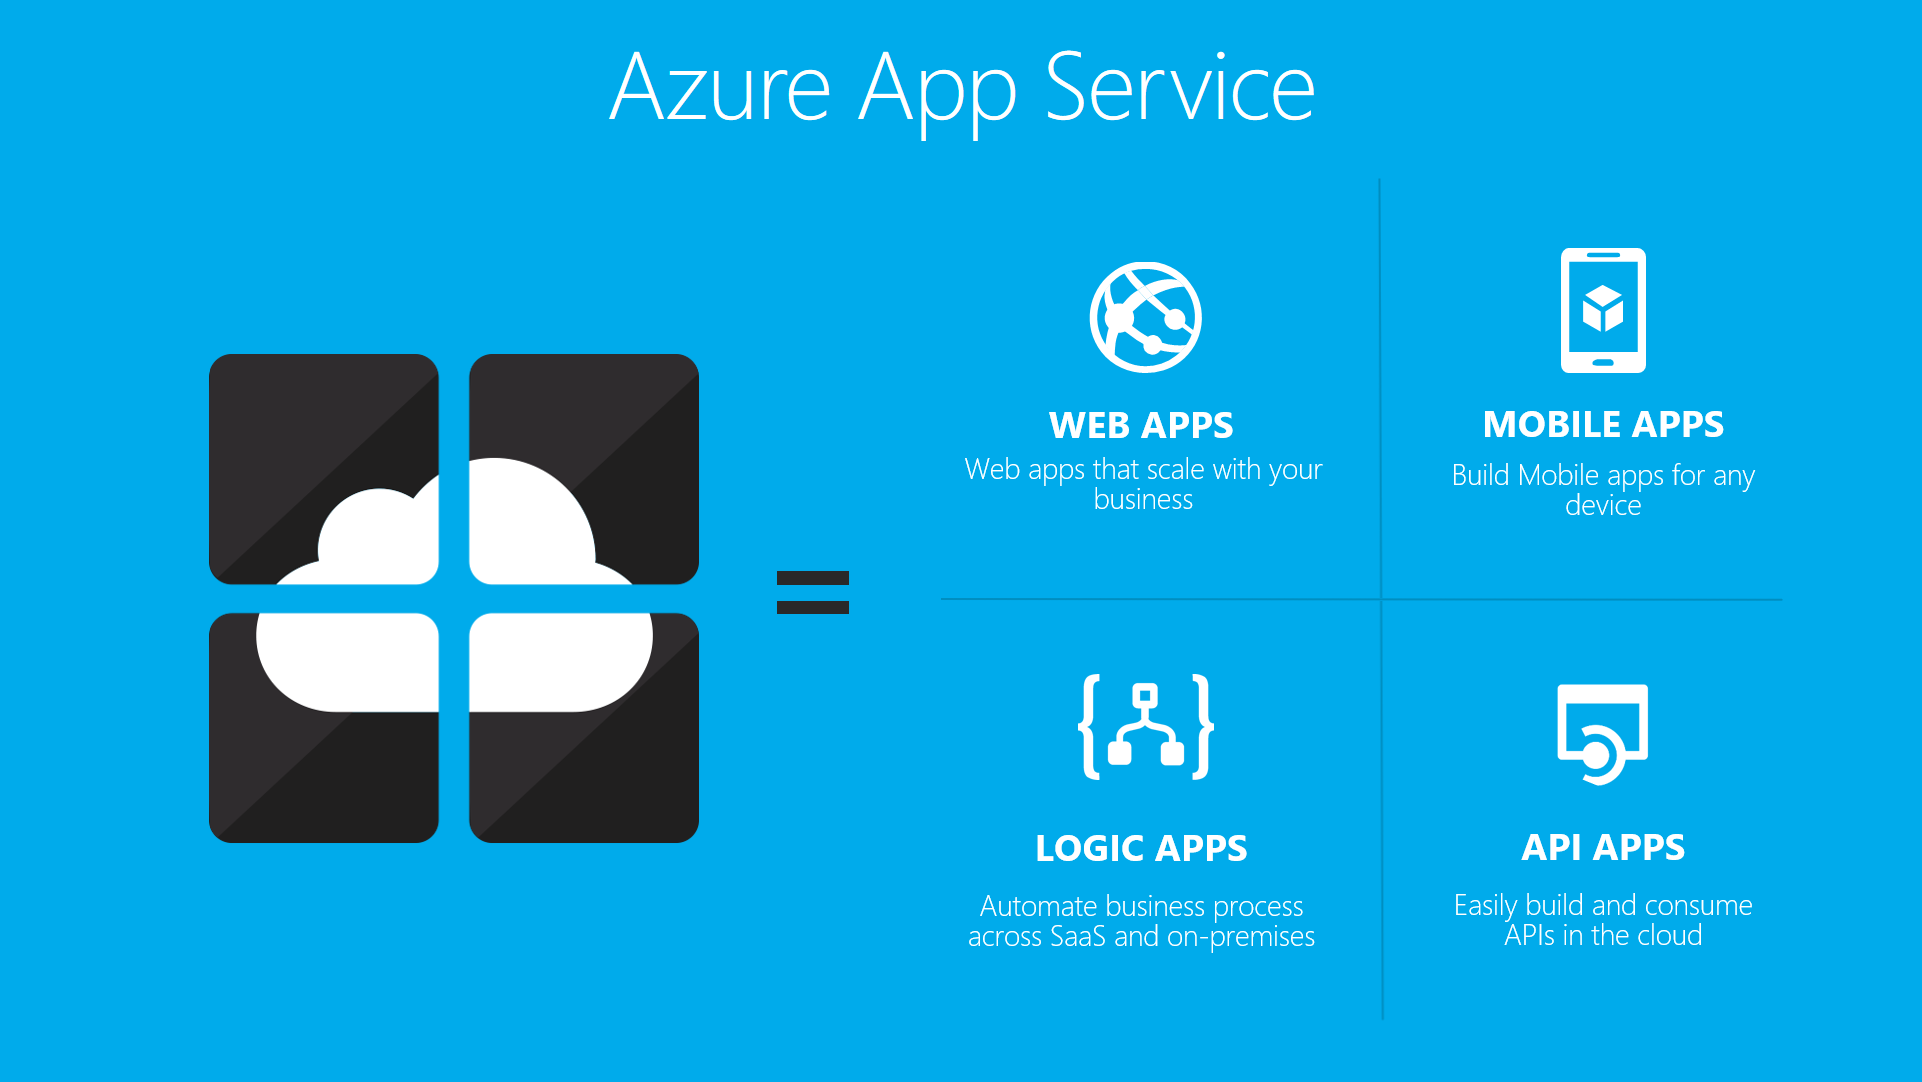 Azure App Service
WEB APPS
Web apps that scale with your
business
MOBILE APPS
Build Mobile apps for any
device
=
LOGIC APPS
Automate business process
across SaaS and on-premises
API APPS
Easily build and consume
APIs in the cloud